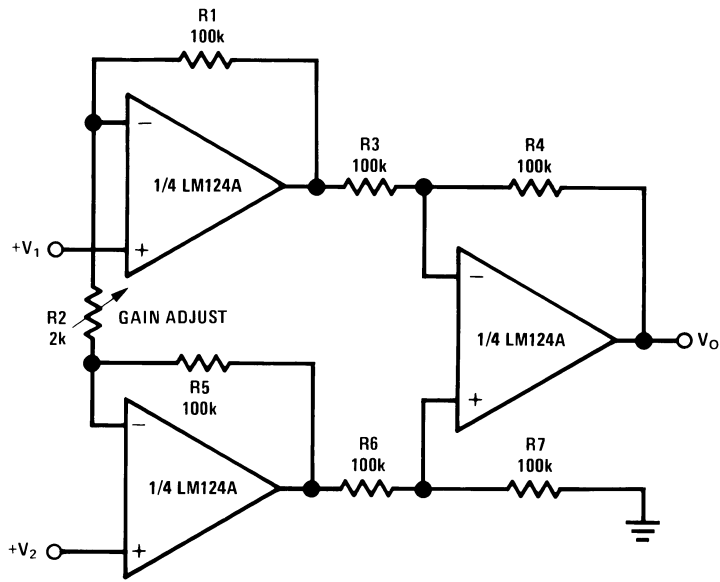 R1
100k
−
1/4 LM124A
+V1
+
R3
100k
R4
100k
R2
2k
GAIN ADJUST
−
1/4 LM124A
VO
+
R5
100k
−
1/4 LM124A
R6
100k
R7
100k
+V2
+